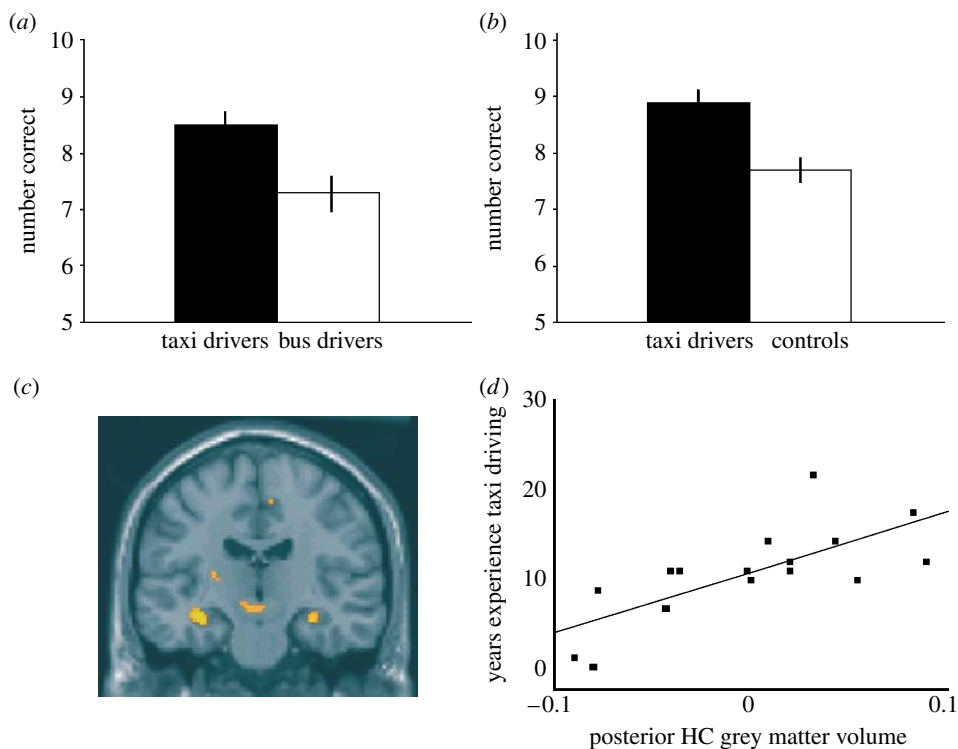 (a)
10
9
8
7
6
5
number correct
taxi drivers bus drivers
(b)
10
9
8
7
6
5
number correct
taxi drivers controls
(c)
(d)
30
20
10
0
years experience taxi driving
−0.1 0 0.1
posterior HC grey matter volume